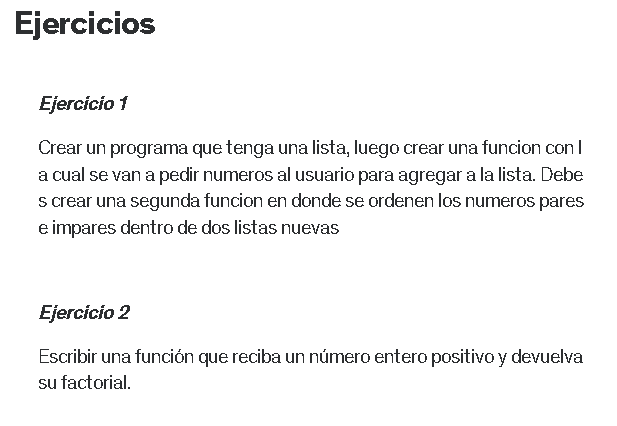 Ejercicios
Ejercicio 1
Crear un programa que tenga una lista, luego crear una funcion con l
a cual se van a pedir numeros al usuario para agregar a la lista. Debe
s crear una segunda funcion en donde se ordenen los numeros pares
e impares dentro de dos listas nuevas
Ejercicio 2
Escribir una función que reciba un número entero positivo y devuelva
su factorial.